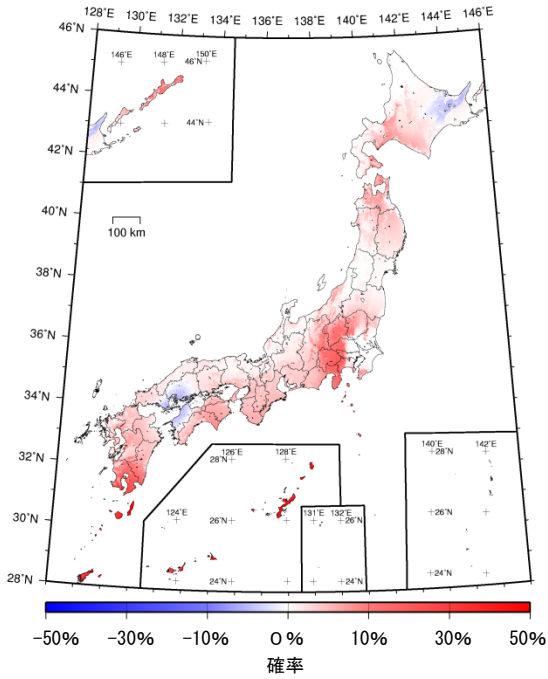 128°E 130°E 132°E 134°E 136°E 138°E 140°E 142°E 144°E 146°E
46°N
146°E 148°E 150°E
46°N
44°N
44°N
42°N
40°N
100 km
38°N
36°N
34°N
32°N
126°E 128°E
28°N
140°E 142°E
28°N
30°N
124°E
26°N
131°E 132°E
26°N
26°N
28°N
24°N
24°N
24°N
-50% -30% -10% 0% 10% 30% 50%
確率